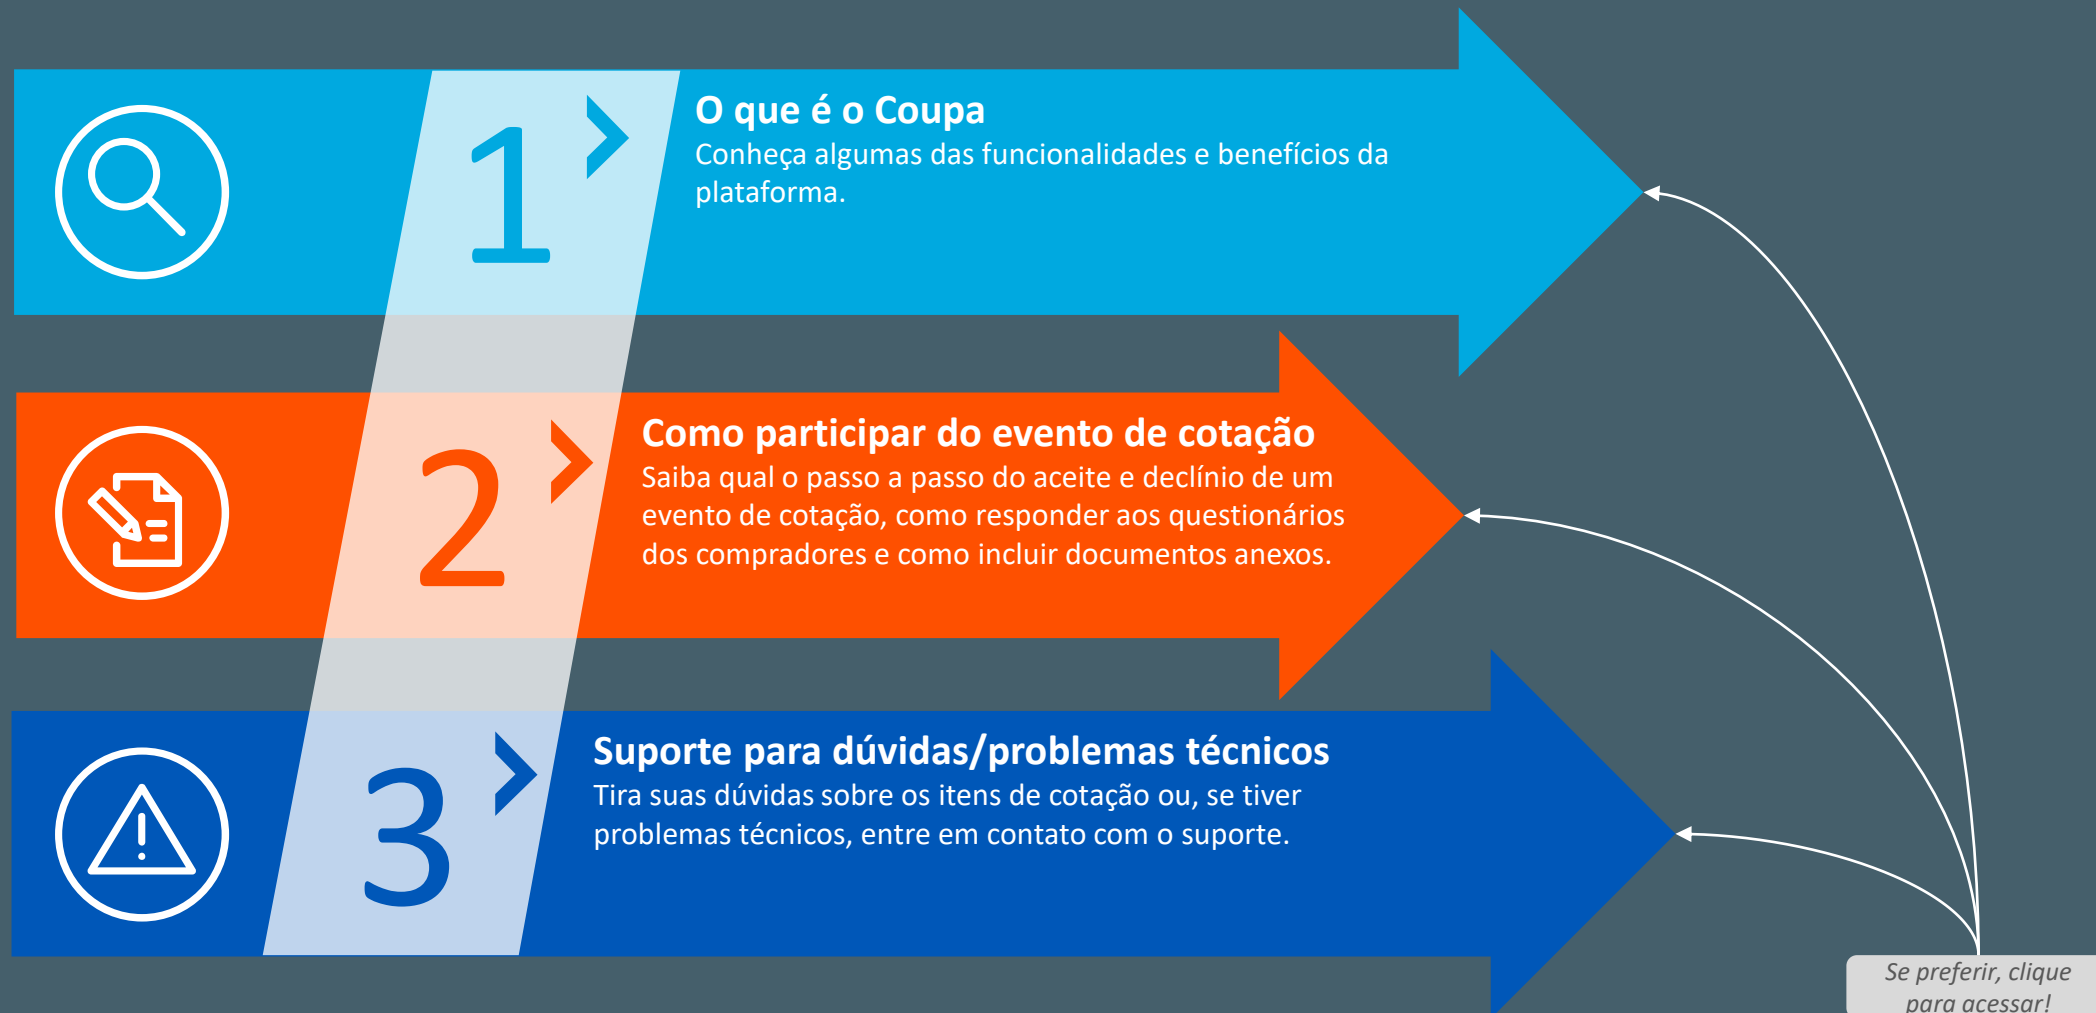 1
O que é o Coupa
Conheça algumas das funcionalidades e benefícios da
plataforma.
2
Como participar do evento de cotação
Saiba qual o passo a passo do aceite e declínio de um
evento de cotação, como responder aos questionários
dos compradores e como incluir documentos anexos.
3
Suporte para dúvidas/problemas técnicos
Tira suas dúvidas sobre os itens de cotação ou, se tiver
problemas técnicos, entre em contato com o suporte.
Se preferir, clique
para acessar!